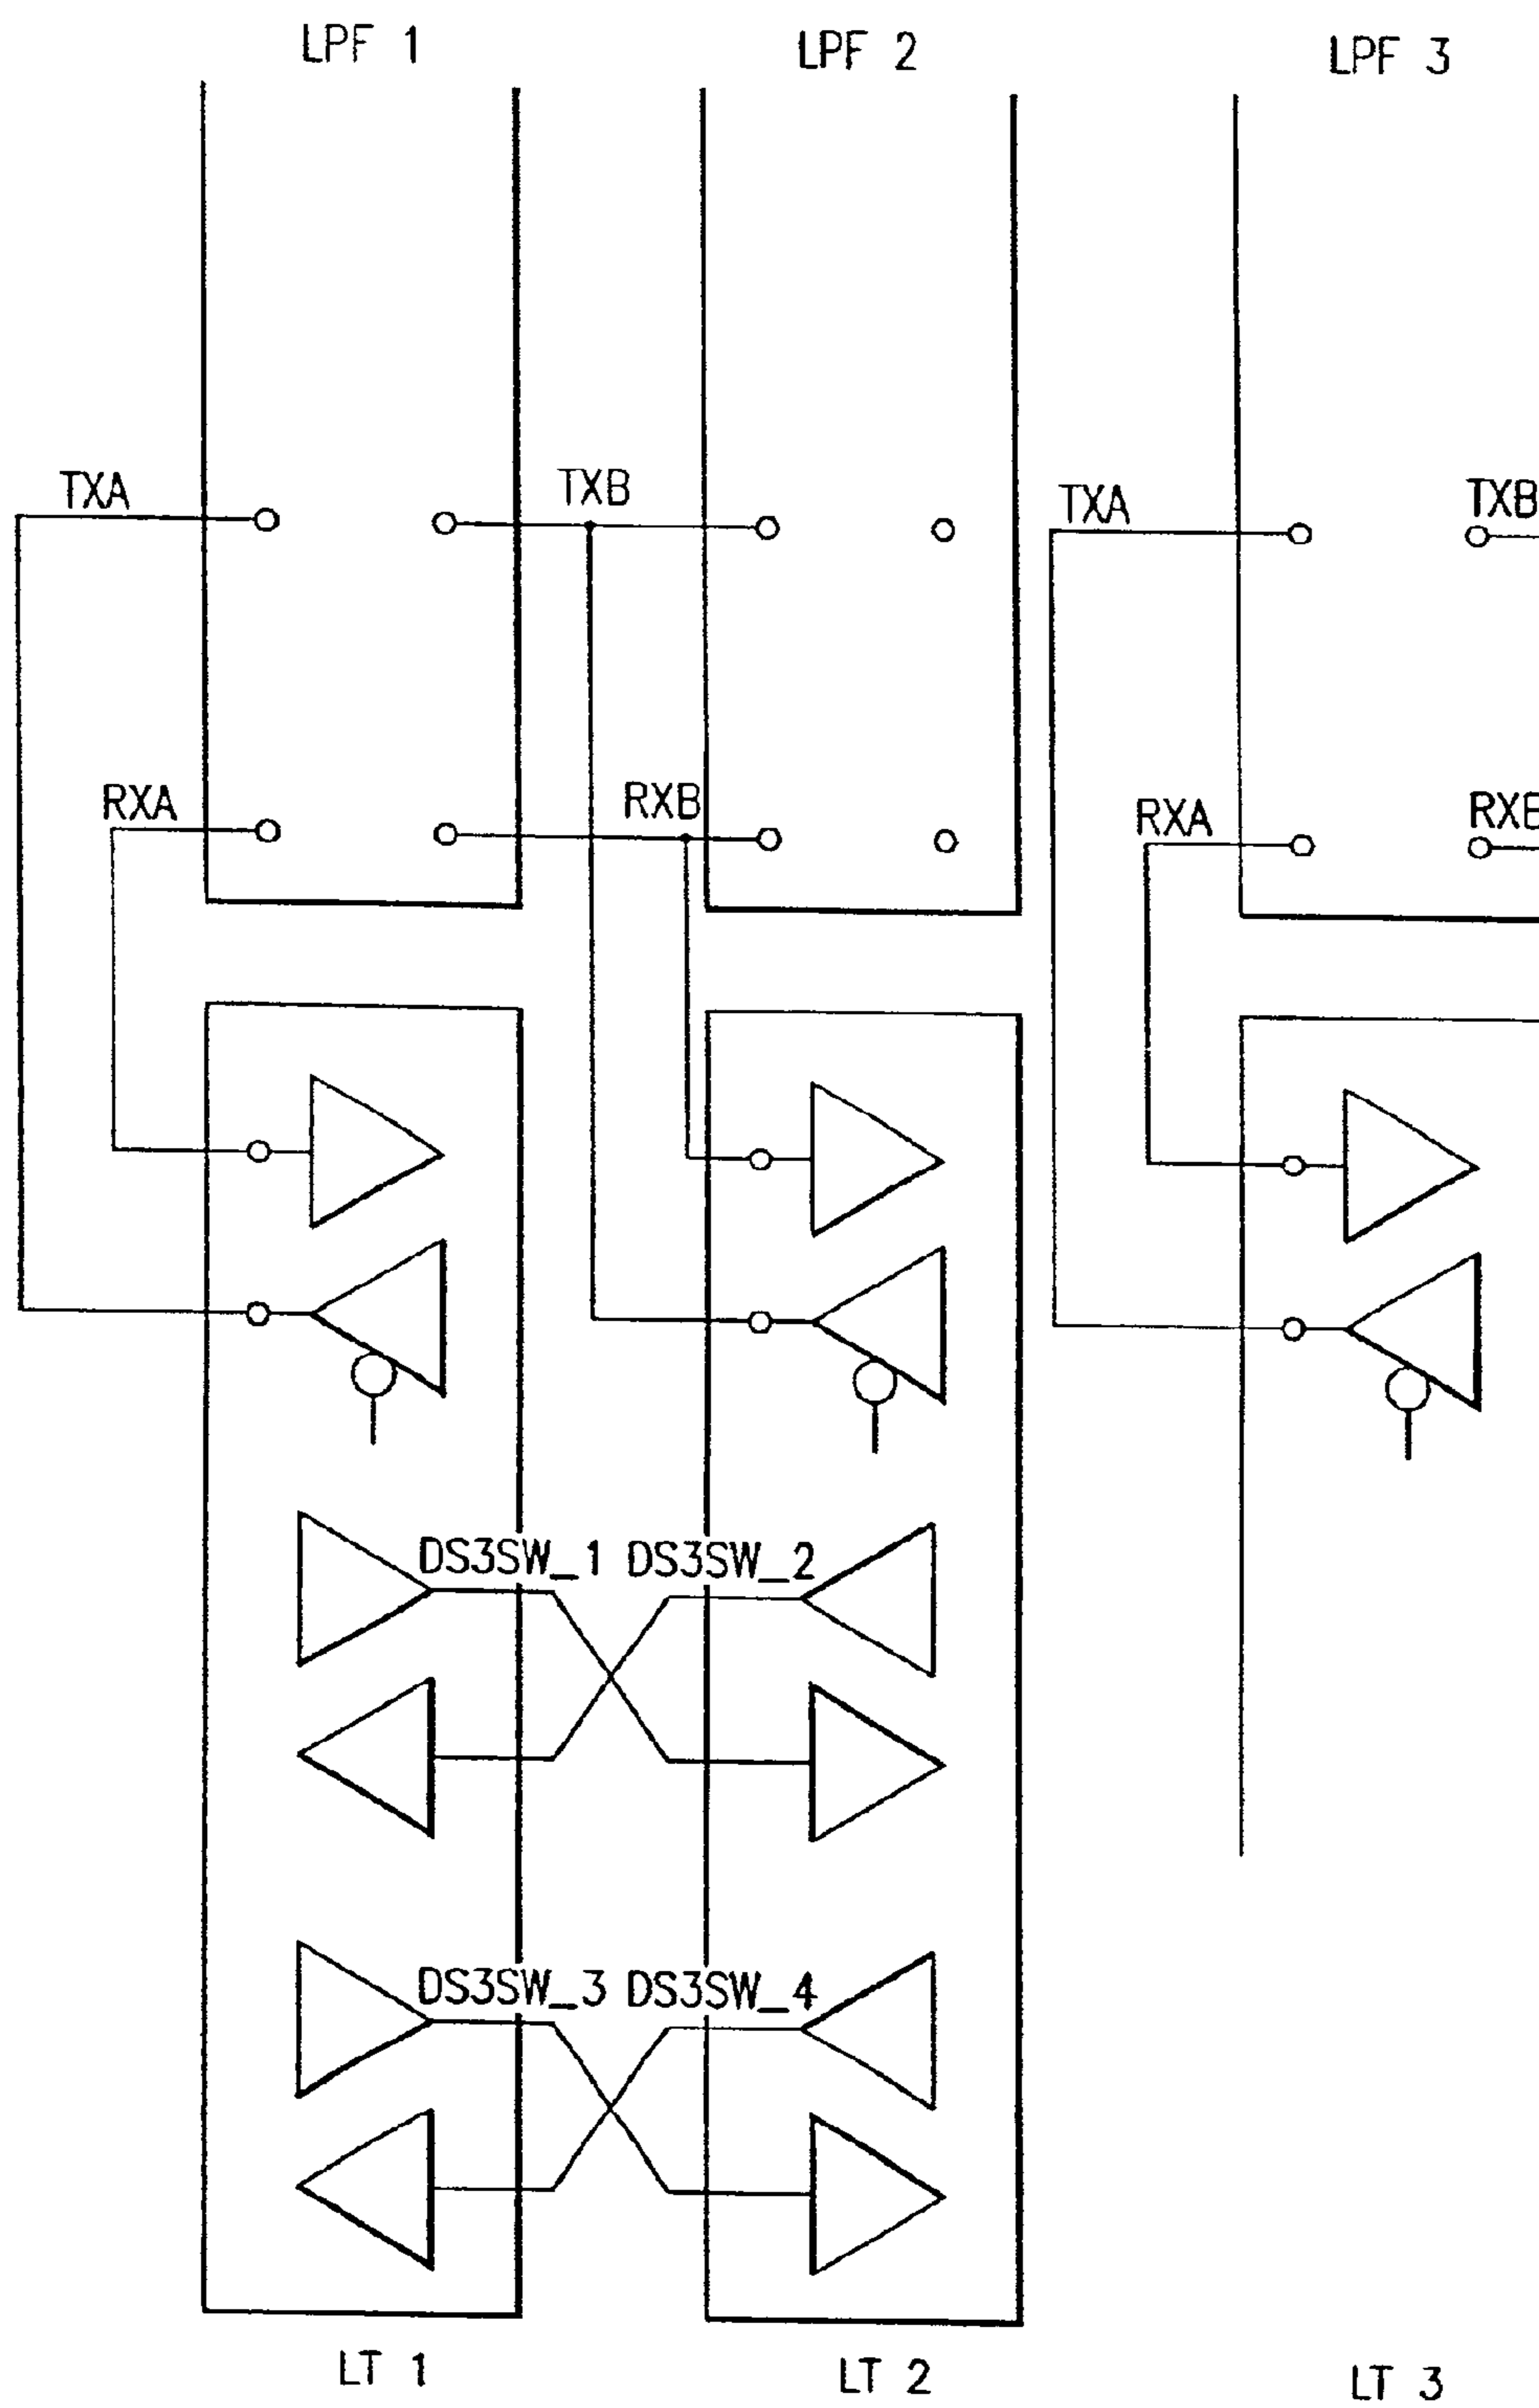 LPF 1
LPF 2
LPF 3
TXA
TXB
TXA
TXB
RXA
RXB
RXA
RXB
DS3SW_1
DS3SW_2
DS3SW_3
DS3SW_4
LT 1
LT 2
LT 3